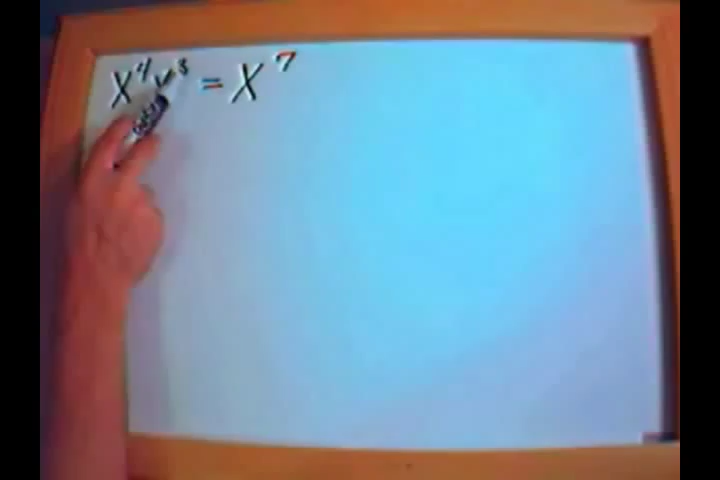 X⁴X³ = X⁷